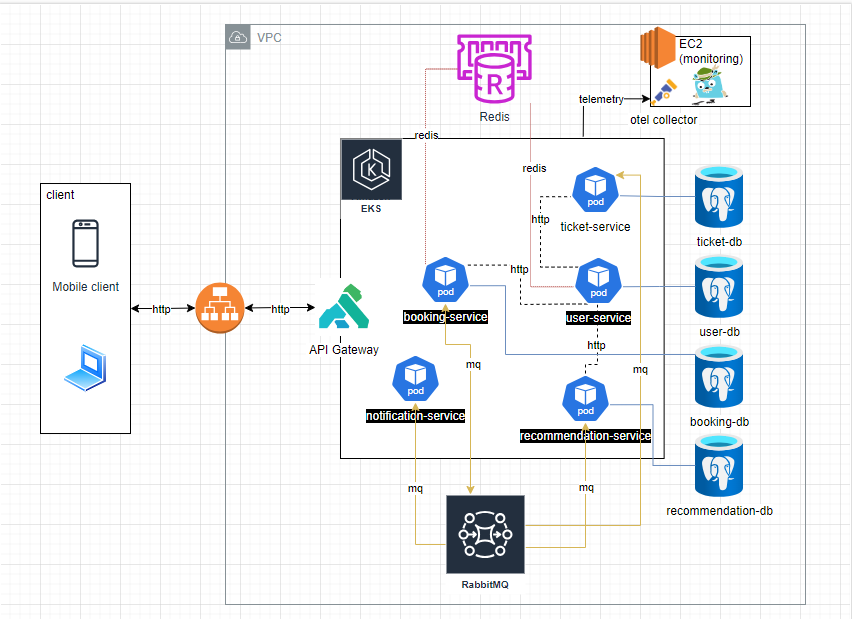 VPC
EC2
(monitoring)
telemetry
otel collector
R
Redis
redis
redis
EKS
client
Mobile client
http
http
API Gateway
pod
ticket-service
http
ticket-db
pod
booking-service
http
pod
user-service
user-db
http
mq
mq
pod
notification-service
pod
recommendation-service
booking-db
mq
mq
recommendation-db
RabbitMQ